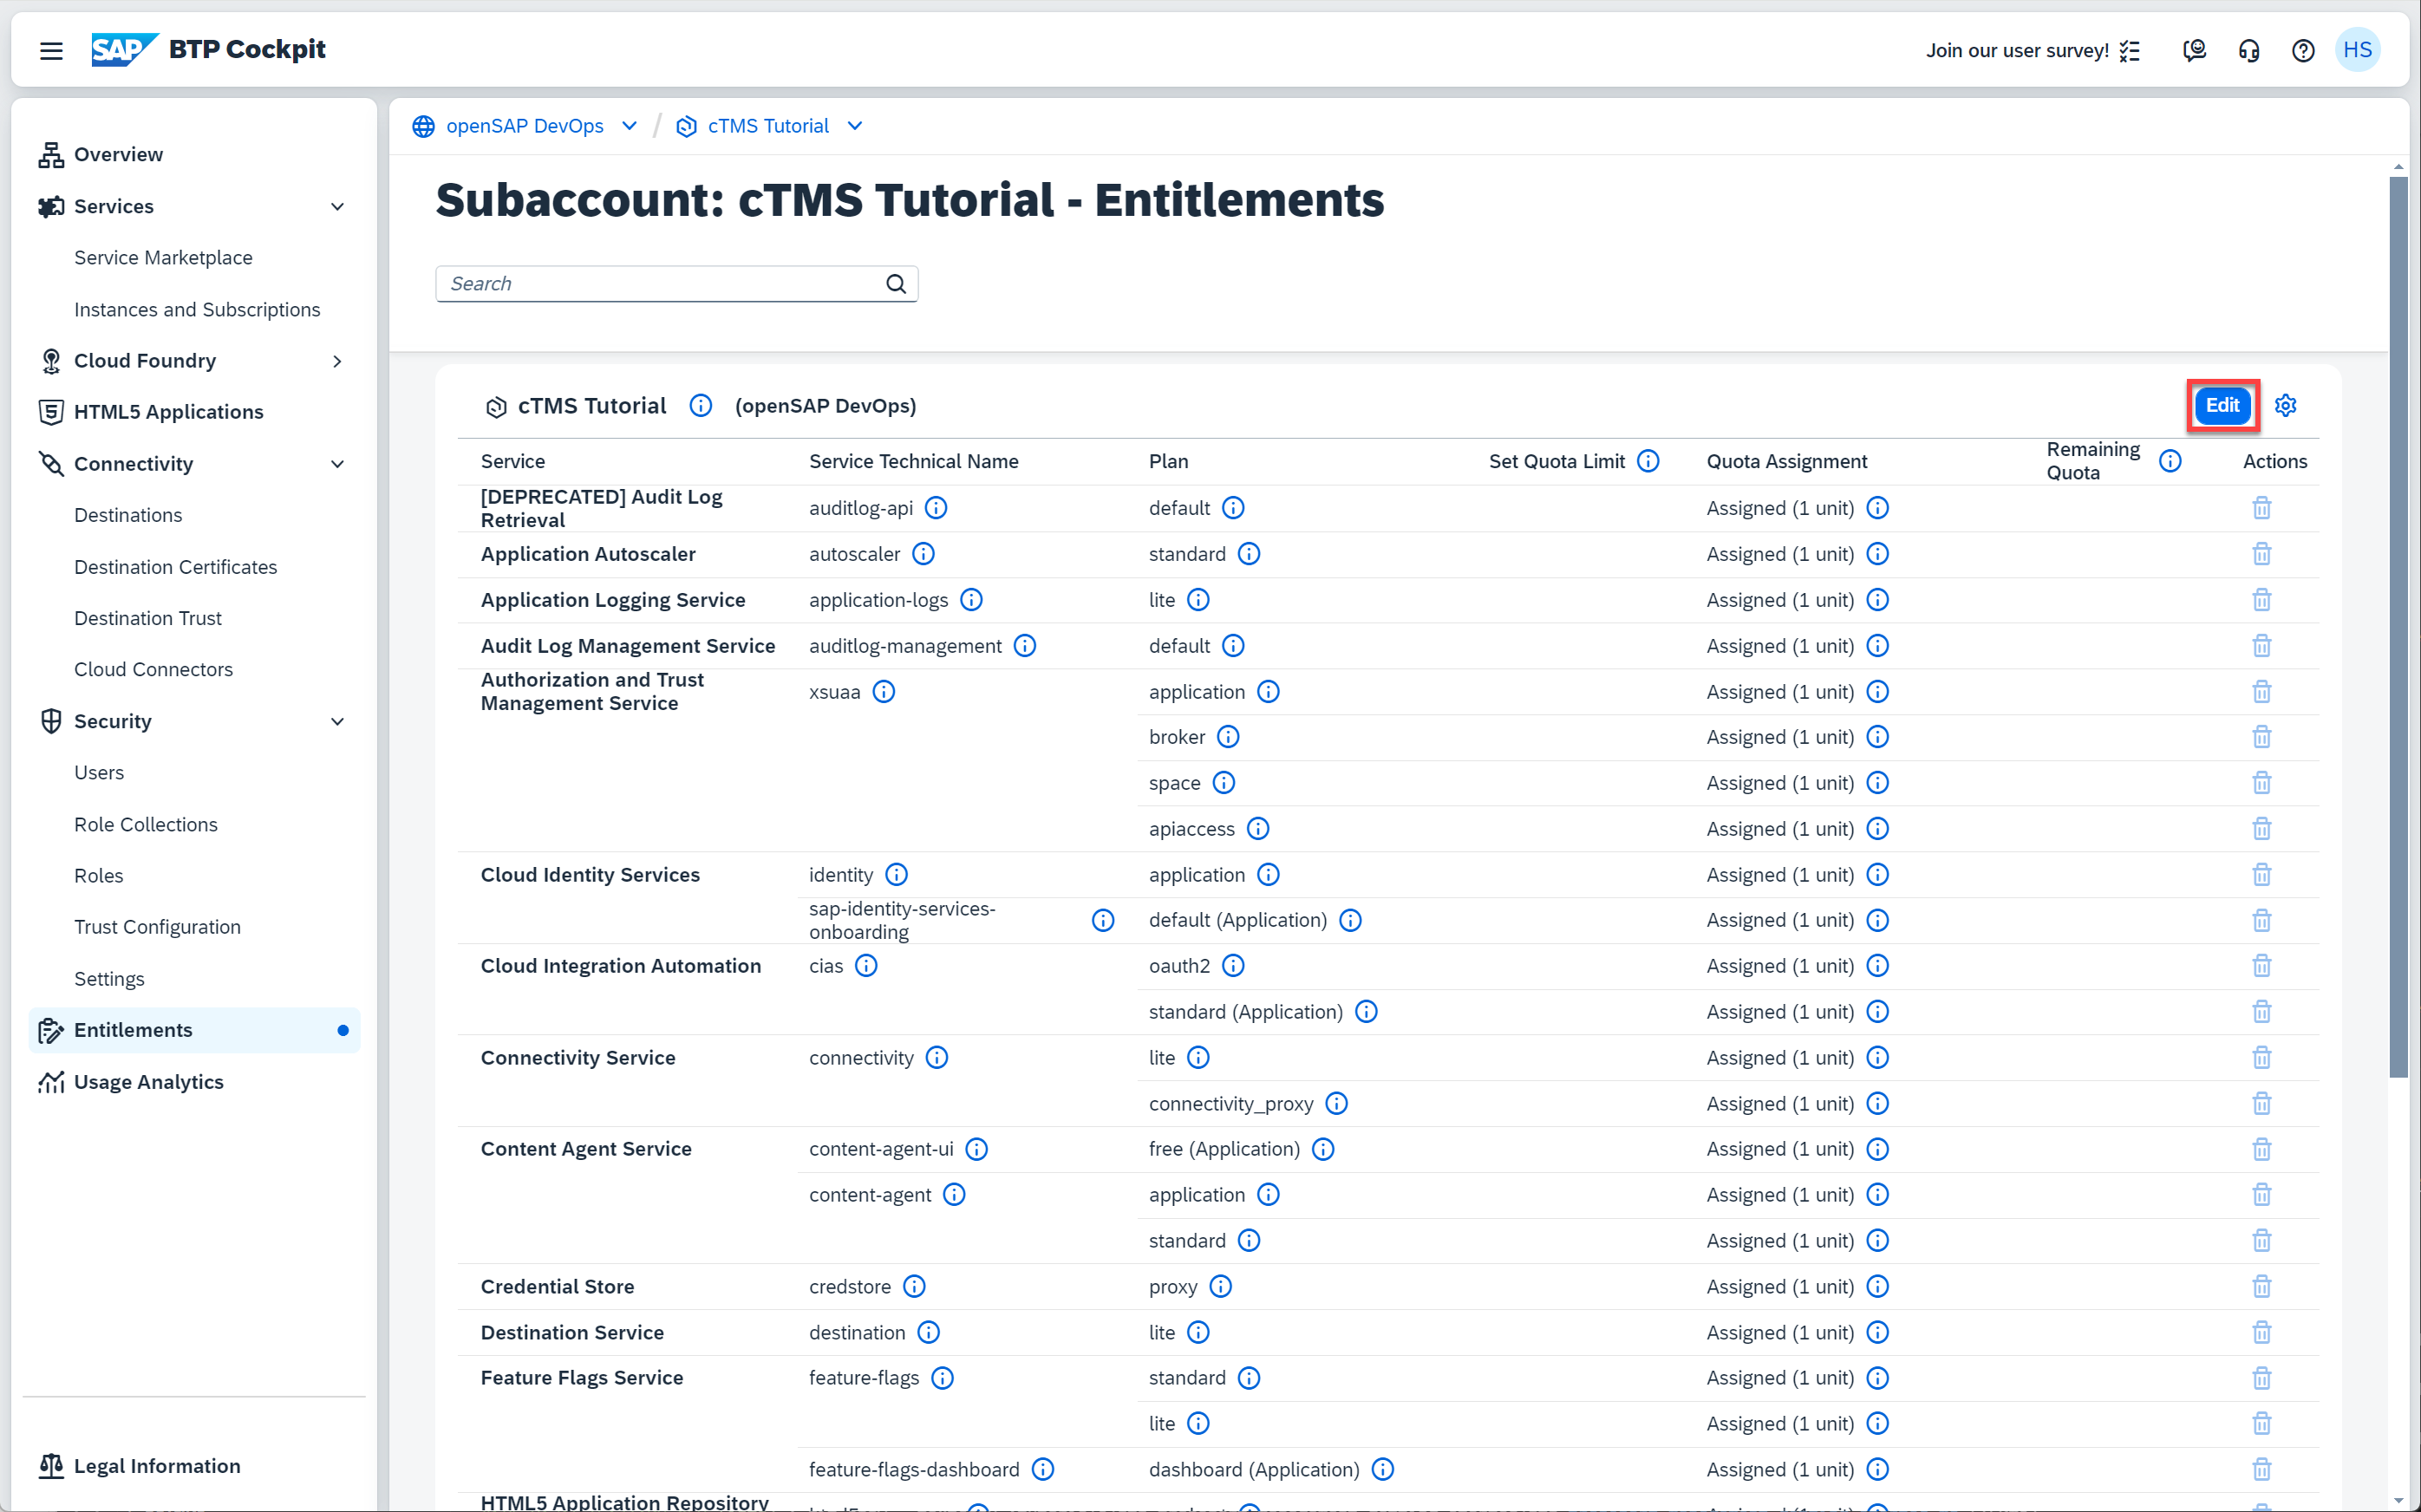 SAP BTP Cockpit
Join our user survey!
HS
Overview
Services
Service Marketplace
Instances and Subscriptions
Cloud Foundry
HTML5 Applications
Connectivity
Destinations
Destination Certificates
Destination Trust
Cloud Connectors
Security
Users
Role Collections
Roles
Trust Configuration
Settings
Entitlements
Usage Analytics
Legal Information
openSAP DevOps / cTMS Tutorial
Subaccount: cTMS Tutorial - Entitlements
Search
cTMS Tutorial (openSAP DevOps)
Edit
Service Service Technical Name Plan Set Quota Limit Quota Assignment Remaining Quota Actions
[DEPRECATED] Audit Log
Retrieval
auditlog-api default Assigned (1 unit)
Application Autoscaler autoscaler standard Assigned (1 unit)
Application Logging Service application-logs lite Assigned (1 unit)
Audit Log Management Service auditlog-management default Assigned (1 unit)
Authorization and Trust
Management Service
xsuaa application Assigned (1 unit)
broker Assigned (1 unit)
space Assigned (1 unit)
apiaccess Assigned (1 unit)
Cloud Identity Services identity application Assigned (1 unit)
sap-identity-services-
onboarding
default (Application) Assigned (1 unit)
Cloud Integration Automation cias oauth2 Assigned (1 unit)
standard (Application) Assigned (1 unit)
Connectivity Service connectivity lite Assigned (1 unit)
connectivity_proxy Assigned (1 unit)
Content Agent Service content-agent-ui free (Application) Assigned (1 unit)
content-agent application Assigned (1 unit)
standard Assigned (1 unit)
Credential Store credstore proxy Assigned (1 unit)
Destination Service destination lite Assigned (1 unit)
Feature Flags Service feature-flags standard Assigned (1 unit)
lite Assigned (1 unit)
feature-flags-dashboard dashboard (Application) Assigned (1 unit)
HTML5 Application Repository